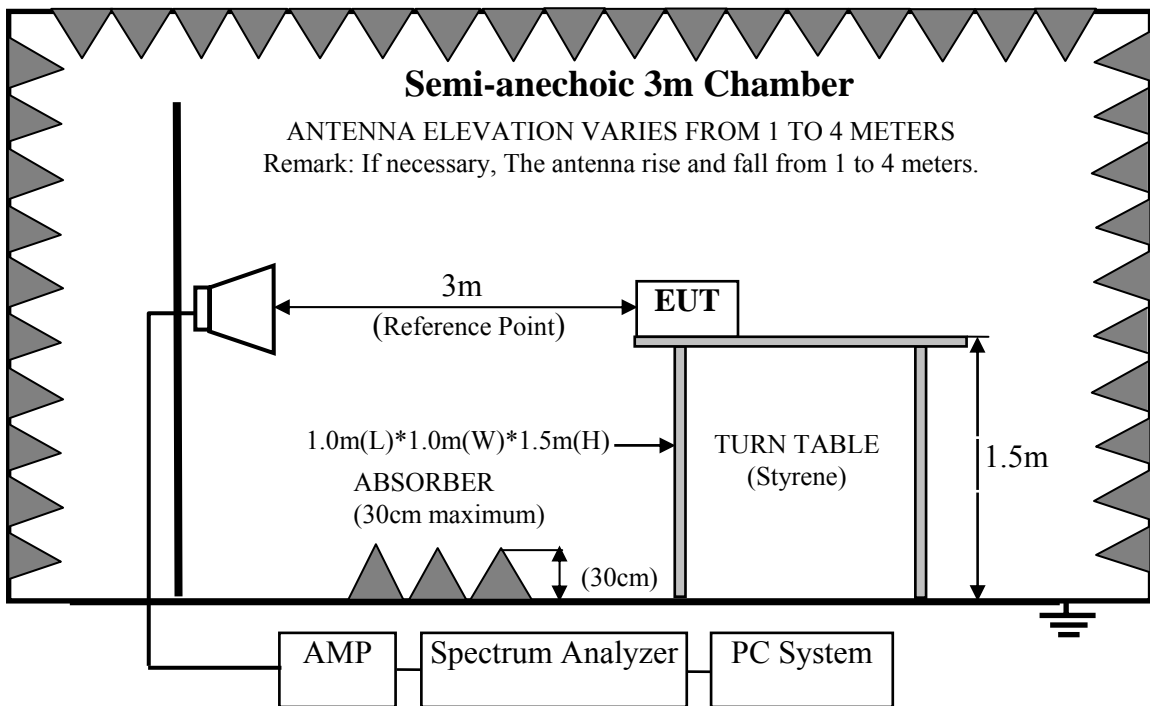 Semi-anechoic 3m Chamber
ANTENNA ELEVATION VARIES FROM 1 TO 4 METERS
Remark: If necessary, The antenna rise and fall from 1 to 4 meters.
3m
(Reference Point)
EUT
1.0m(L)*1.0m(W)*1.5m(H)
ABSORBER
(30cm maximum)
(30cm)
TURN TABLE
(Styrene)
1.5m
AMP
Spectrum Analyzer
PC System